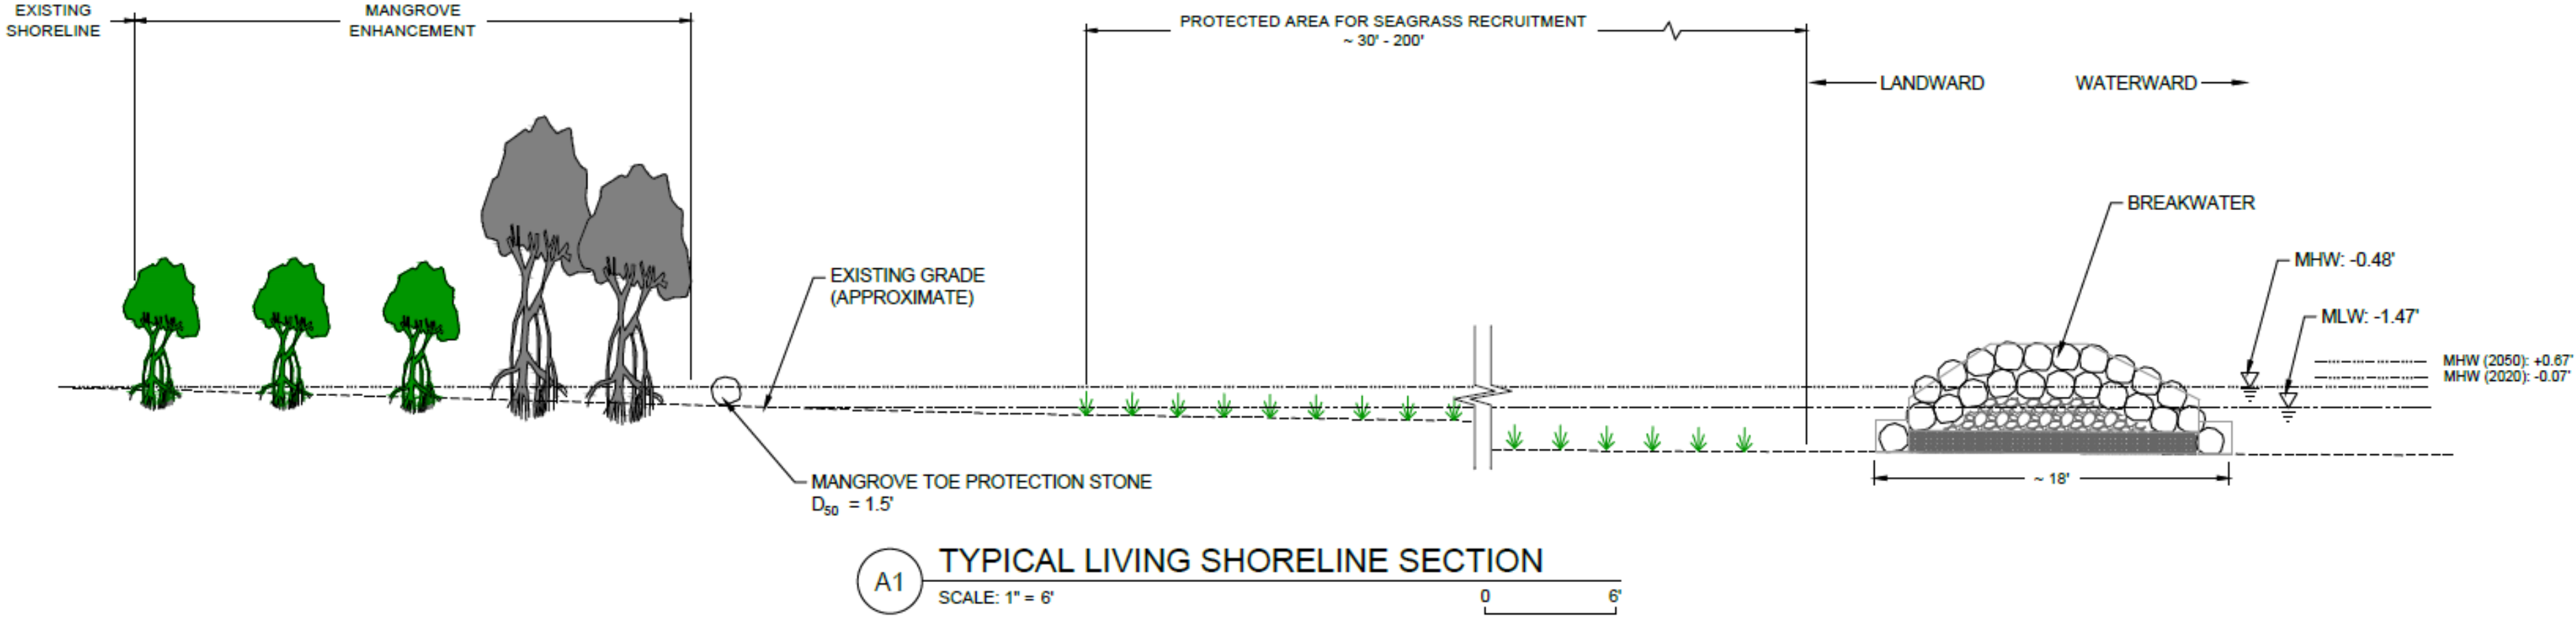 EXISTING
SHORELINE
MANGROVE
ENHANCEMENT
PROTECTED AREA FOR SEAGRASS RECRUITMENT
~ 30' - 200'
LANDWARD
WATERWARD
BREAKWATER
EXISTING GRADE
(APPROXIMATE)
MHW: -0.48'
MLW: -1.47'
MHW (2050): +0.67'
MHW (2020): -0.07'
MANGROVE TOE PROTECTION STONE
D50 = 1.5'
~ 18'
A1
TYPICAL LIVING SHORELINE SECTION
SCALE: 1" = 6'
0
6'